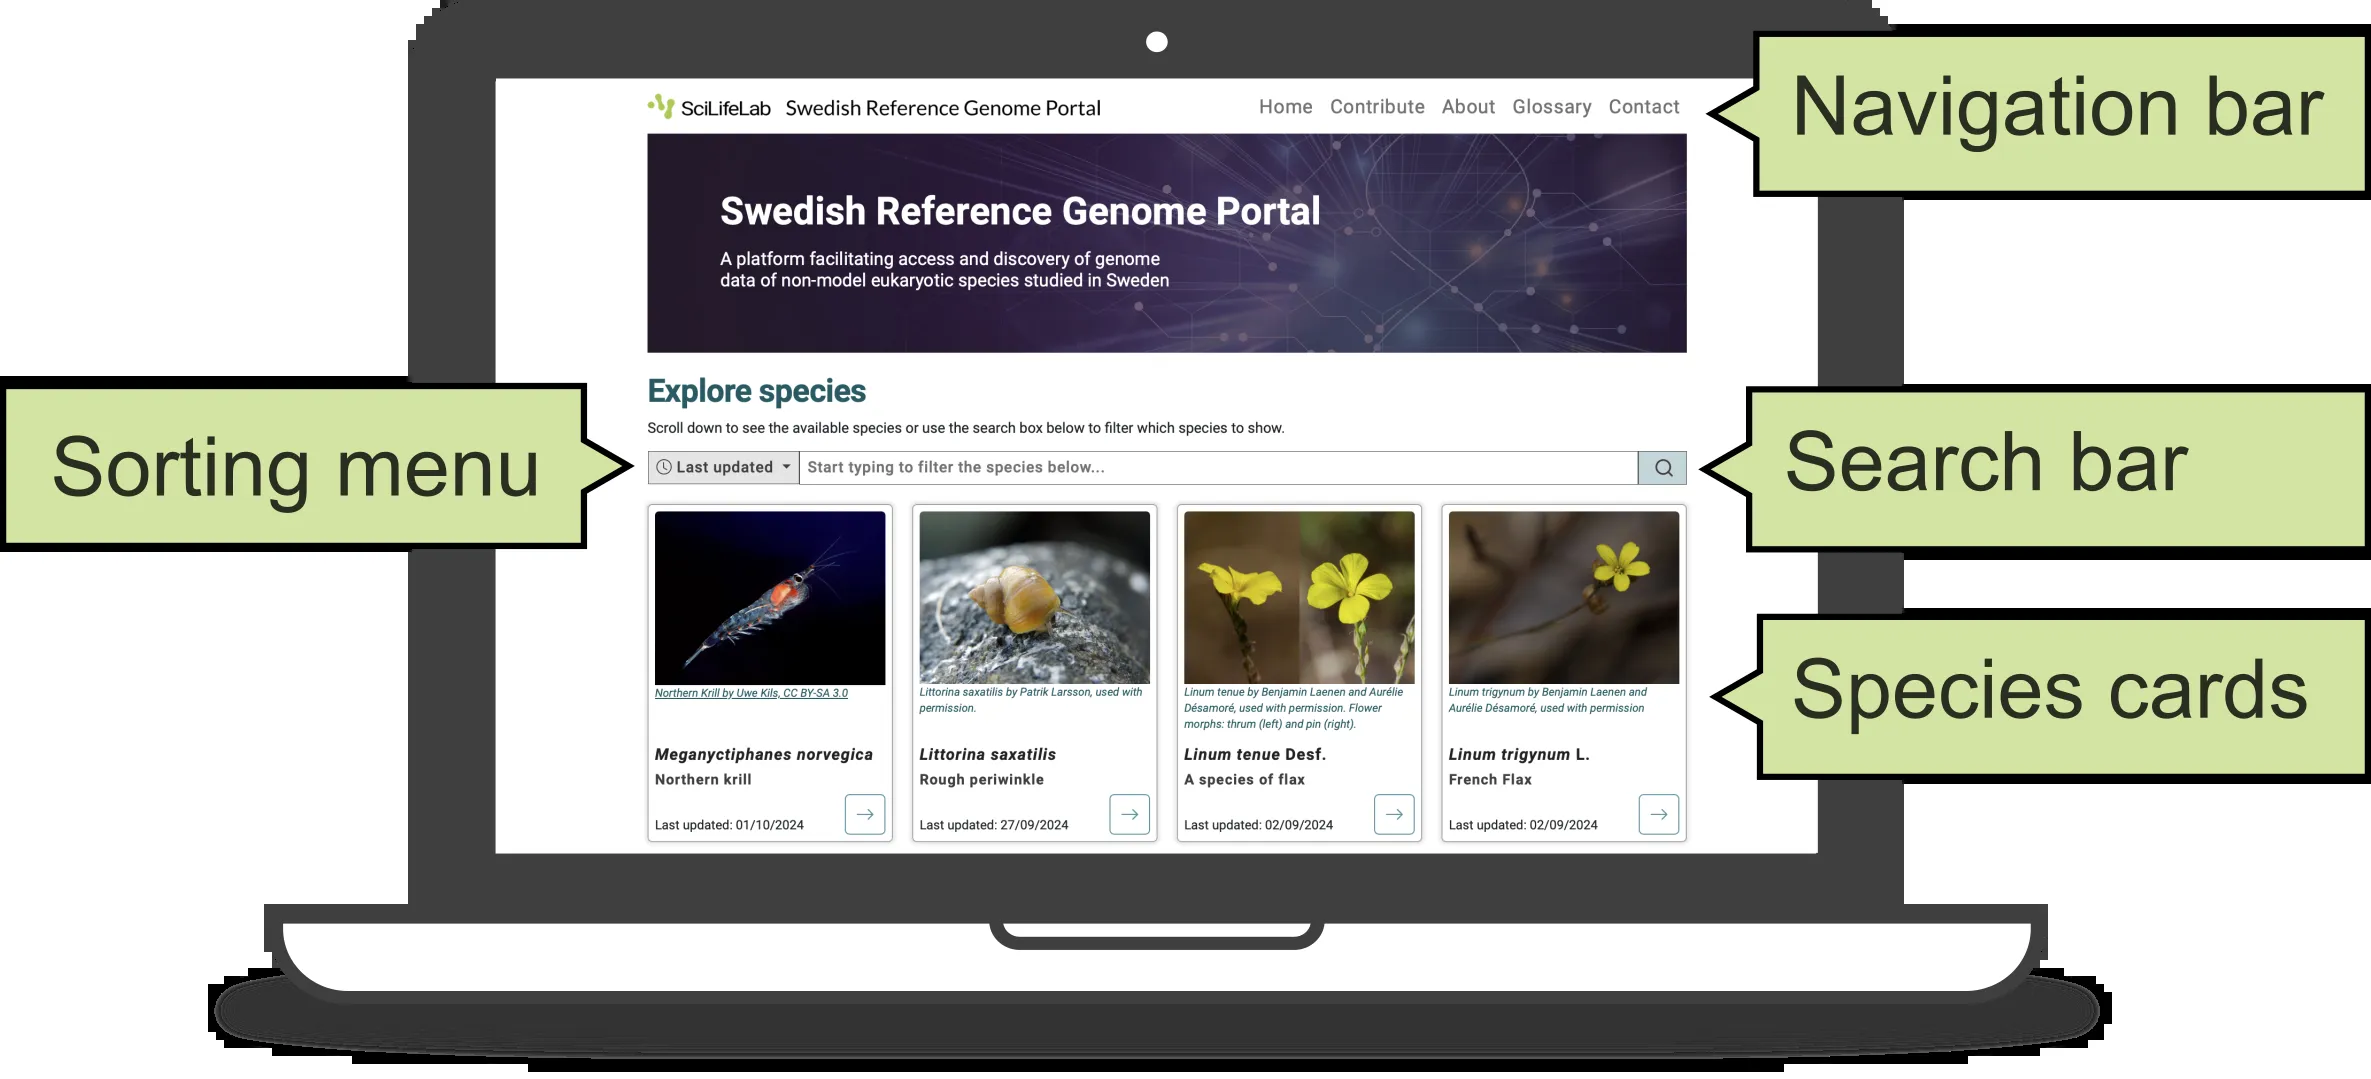 SciLifeLab Swedish Reference Genome Portal
Home Contribute About Glossary Contact
Navigation bar
Swedish Reference Genome Portal
A platform facilitating access and discovery of genome
data of non-model eukaryotic species studied in Sweden
Explore species
Scroll down to see the available species or use the search box below to filter which species to show.
Sorting menu
Last updated
Start typing to filter the species below...
Search bar
Northern Krill by Uwe Kils, CC BY-SA 3.0
Meganyctiphanes norvegica
Northern krill
Last updated: 01/10/2024
Littorina saxatilis by Patrik Larsson, used with
permission.
Littorina saxatilis
Rough periwinkle
Last updated: 27/09/2024
Linum tenue by Benjamin Laenen and Aurélie
Désamoré, used with permission. Flower
morphs: thrum (left) and pin (right).
Linum tenue Desf.
A species of flax
Last updated: 02/09/2024
Linum trigynum by Benjamin Laenen and
Aurélie Désamoré, used with permission
Linum trigynum L.
French Flax
Last updated: 02/09/2024
Species cards